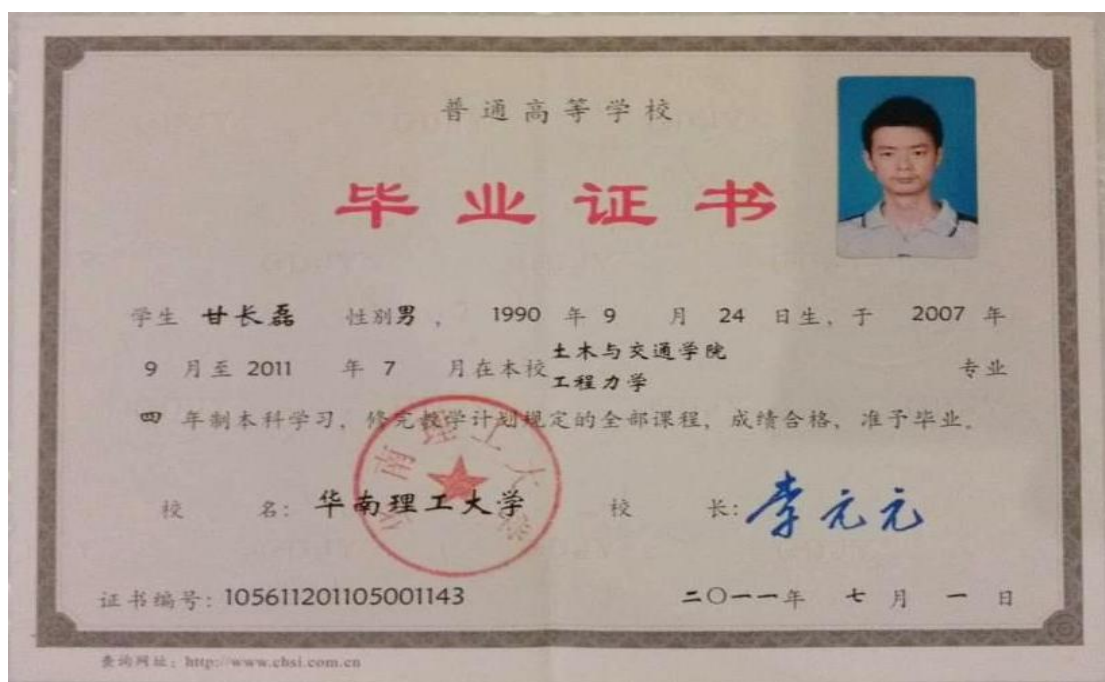 普通高等学校
毕业证书
学生 甘长磊 性别男， 1990 年 9 月 24 日生，于 2007 年
9 月至 2011 年 7 月在本校 土木与交通学院
工程力学 专业
四 年制本科学习，修完教学计划规定的全部课程，成绩合格，准予毕业。
华南理工大学
校 名：华南理工大学 校 长：李元元
证书编号：105611201105001143 二〇一一年 七 月 一 日
查询网址：http://www.chsi.com.cn